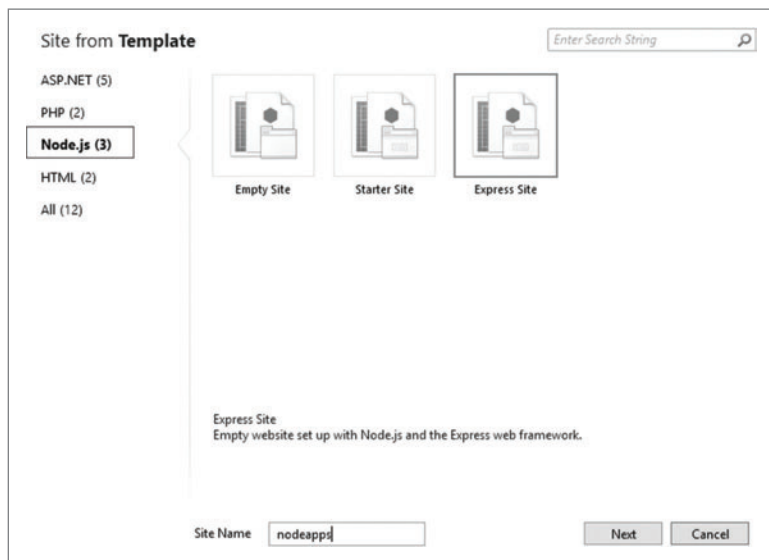 Site from Template
Enter Search String
ASP.NET (5)
PHP (2)
Node.js (3)
HTML (2)
All (12)
Empty Site
Starter Site
Express Site
Express Site
Empty website set up with Node.js and the Express web framework.
Site Name
nodeapps
Next
Cancel